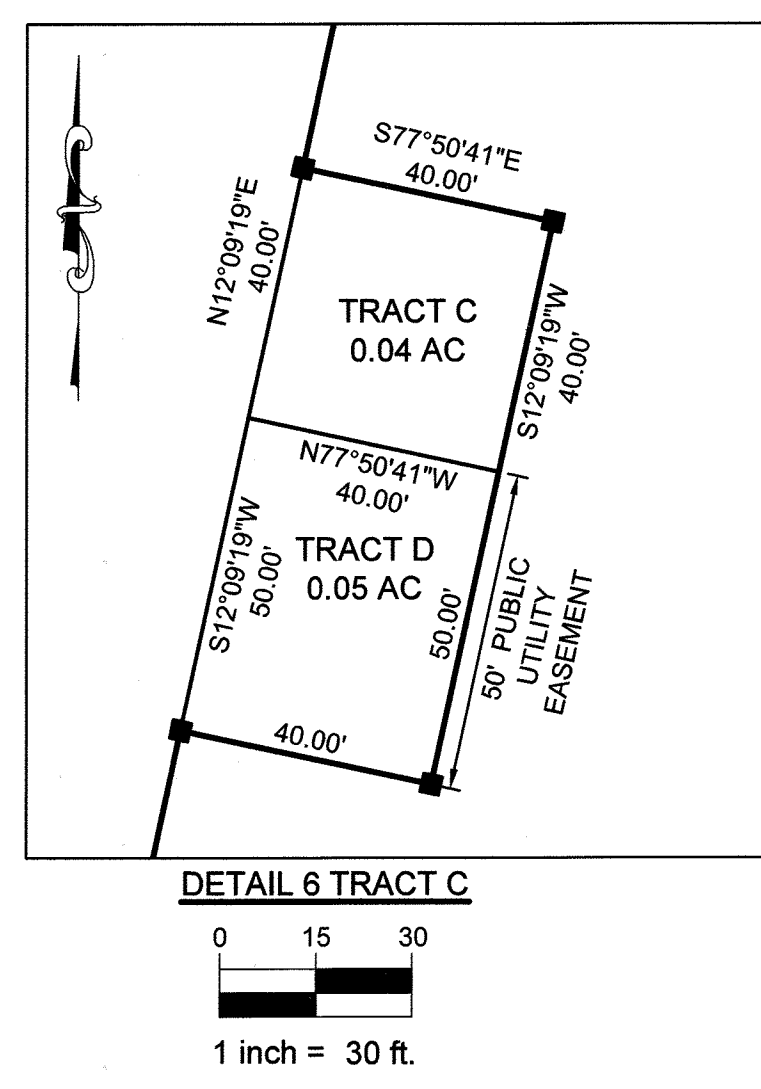 S77°50'41"E
40.00'
N12°09'19"E
40.00'
TRACT C
0.04 AC
S12°09'19"W
40.00'
N77°50'41"W
40.00'
S12°09'19"W
50.00'
TRACT D
0.05 AC
50.00'
50' PUBLIC
UTILITY
EASEMENT
40.00'
DETAIL 6 TRACT C
0 15 30
1 inch = 30 ft.